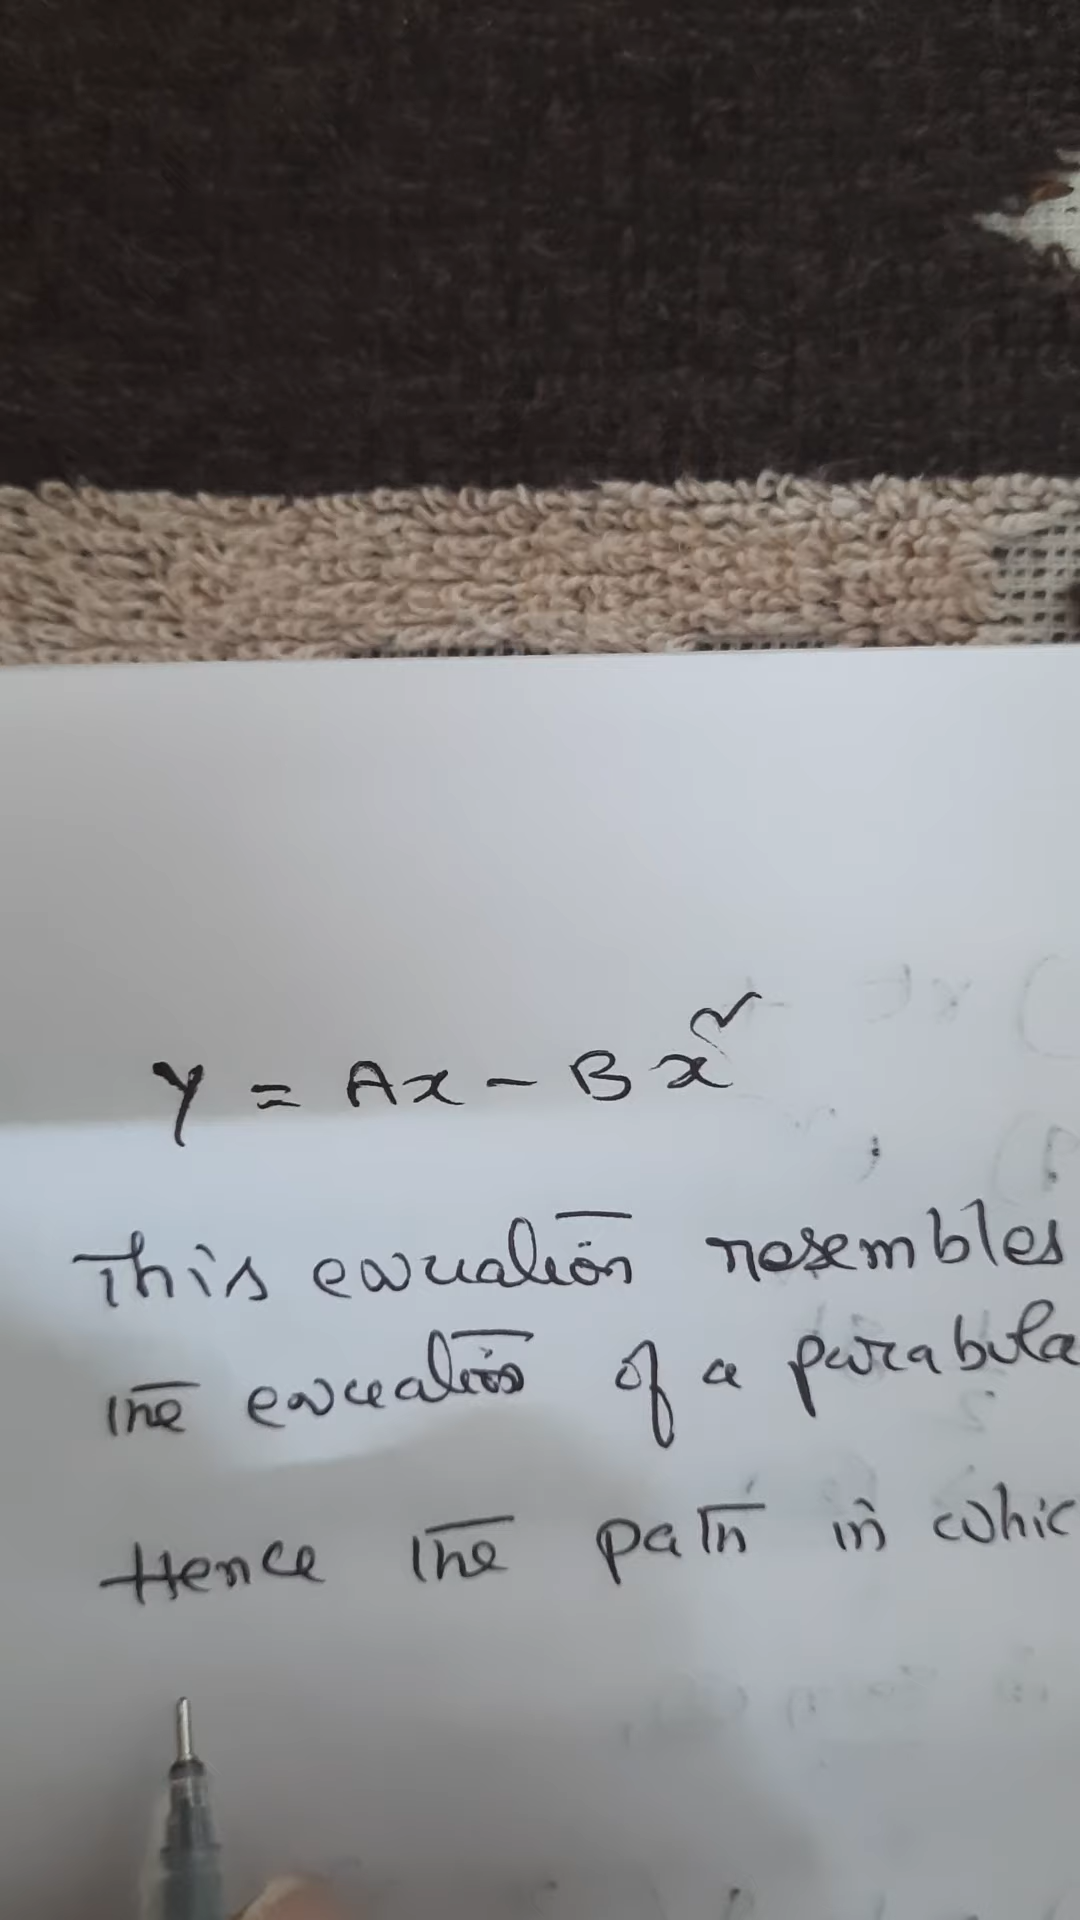 Y = Ax - Bx²
This equation resembles
the equation of a parabola
Hence the path in whic